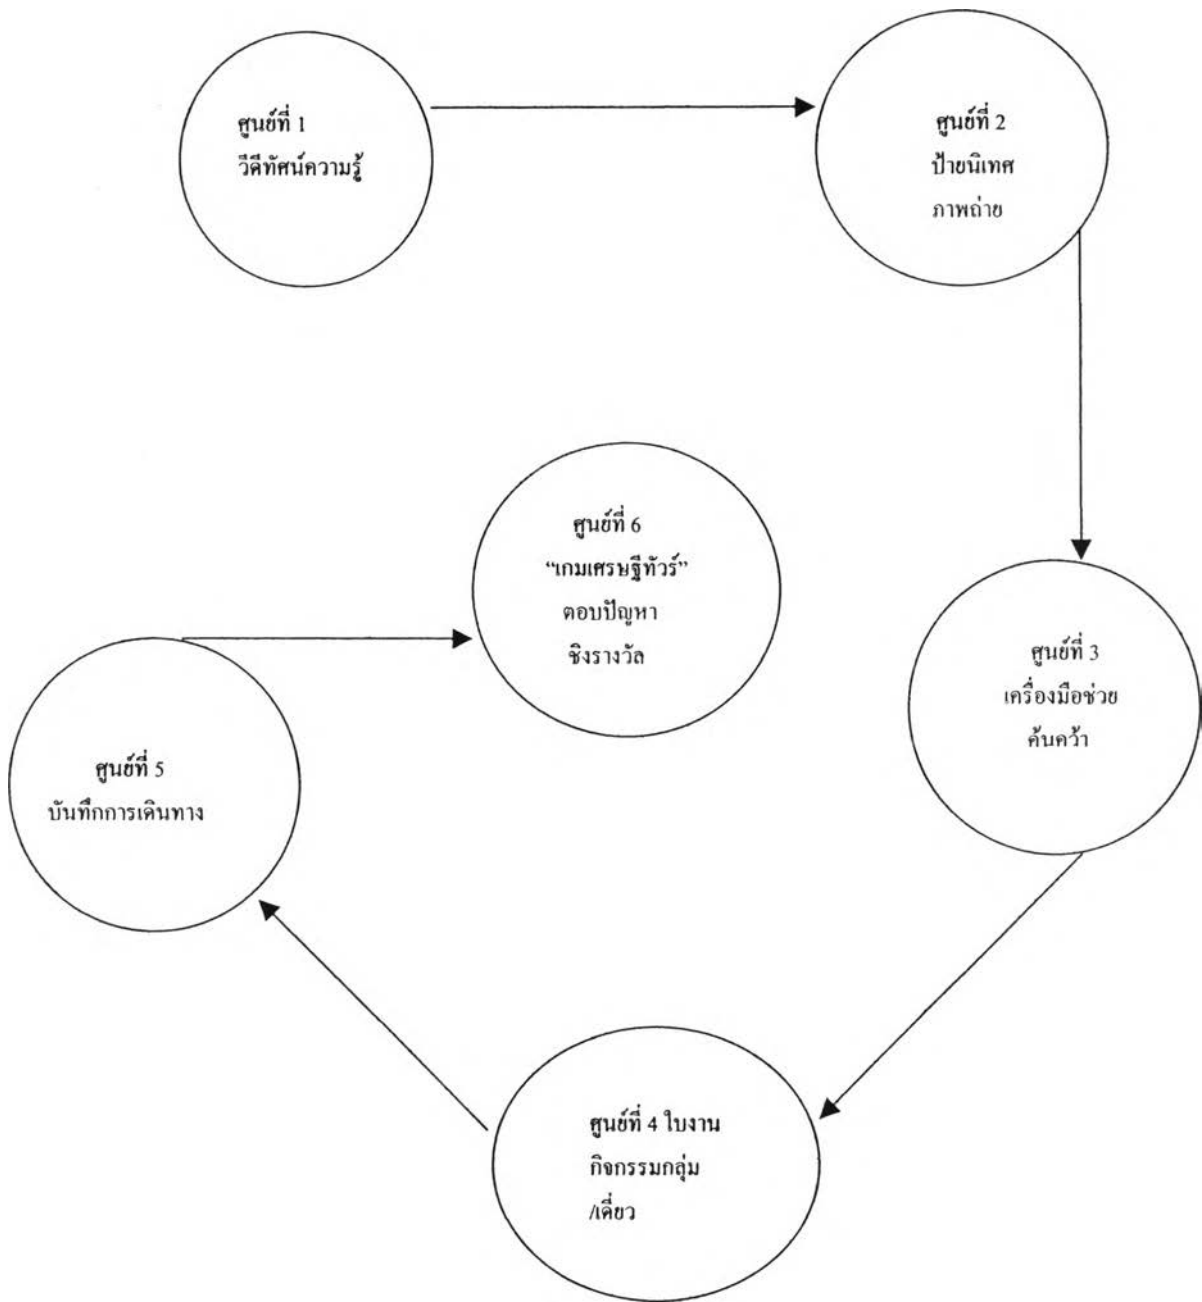 ศูนย์ที่ 1
วีดีทัศน์ความรู้
ศูนย์ที่ 2
ป้ายนิเทศ
ภาพถ่าย
ศูนย์ที่ 3
เครื่องมือช่วย
ค้นคว้า
ศูนย์ที่ 4 ใบงาน
กิจกรรมกลุ่ม
/เดี่ยว
ศูนย์ที่ 5
บันทึกการเดินทาง
ศูนย์ที่ 6
“เกมเศรษฐีทัวร์”
ตอบปัญหา
ชิงรางวัล